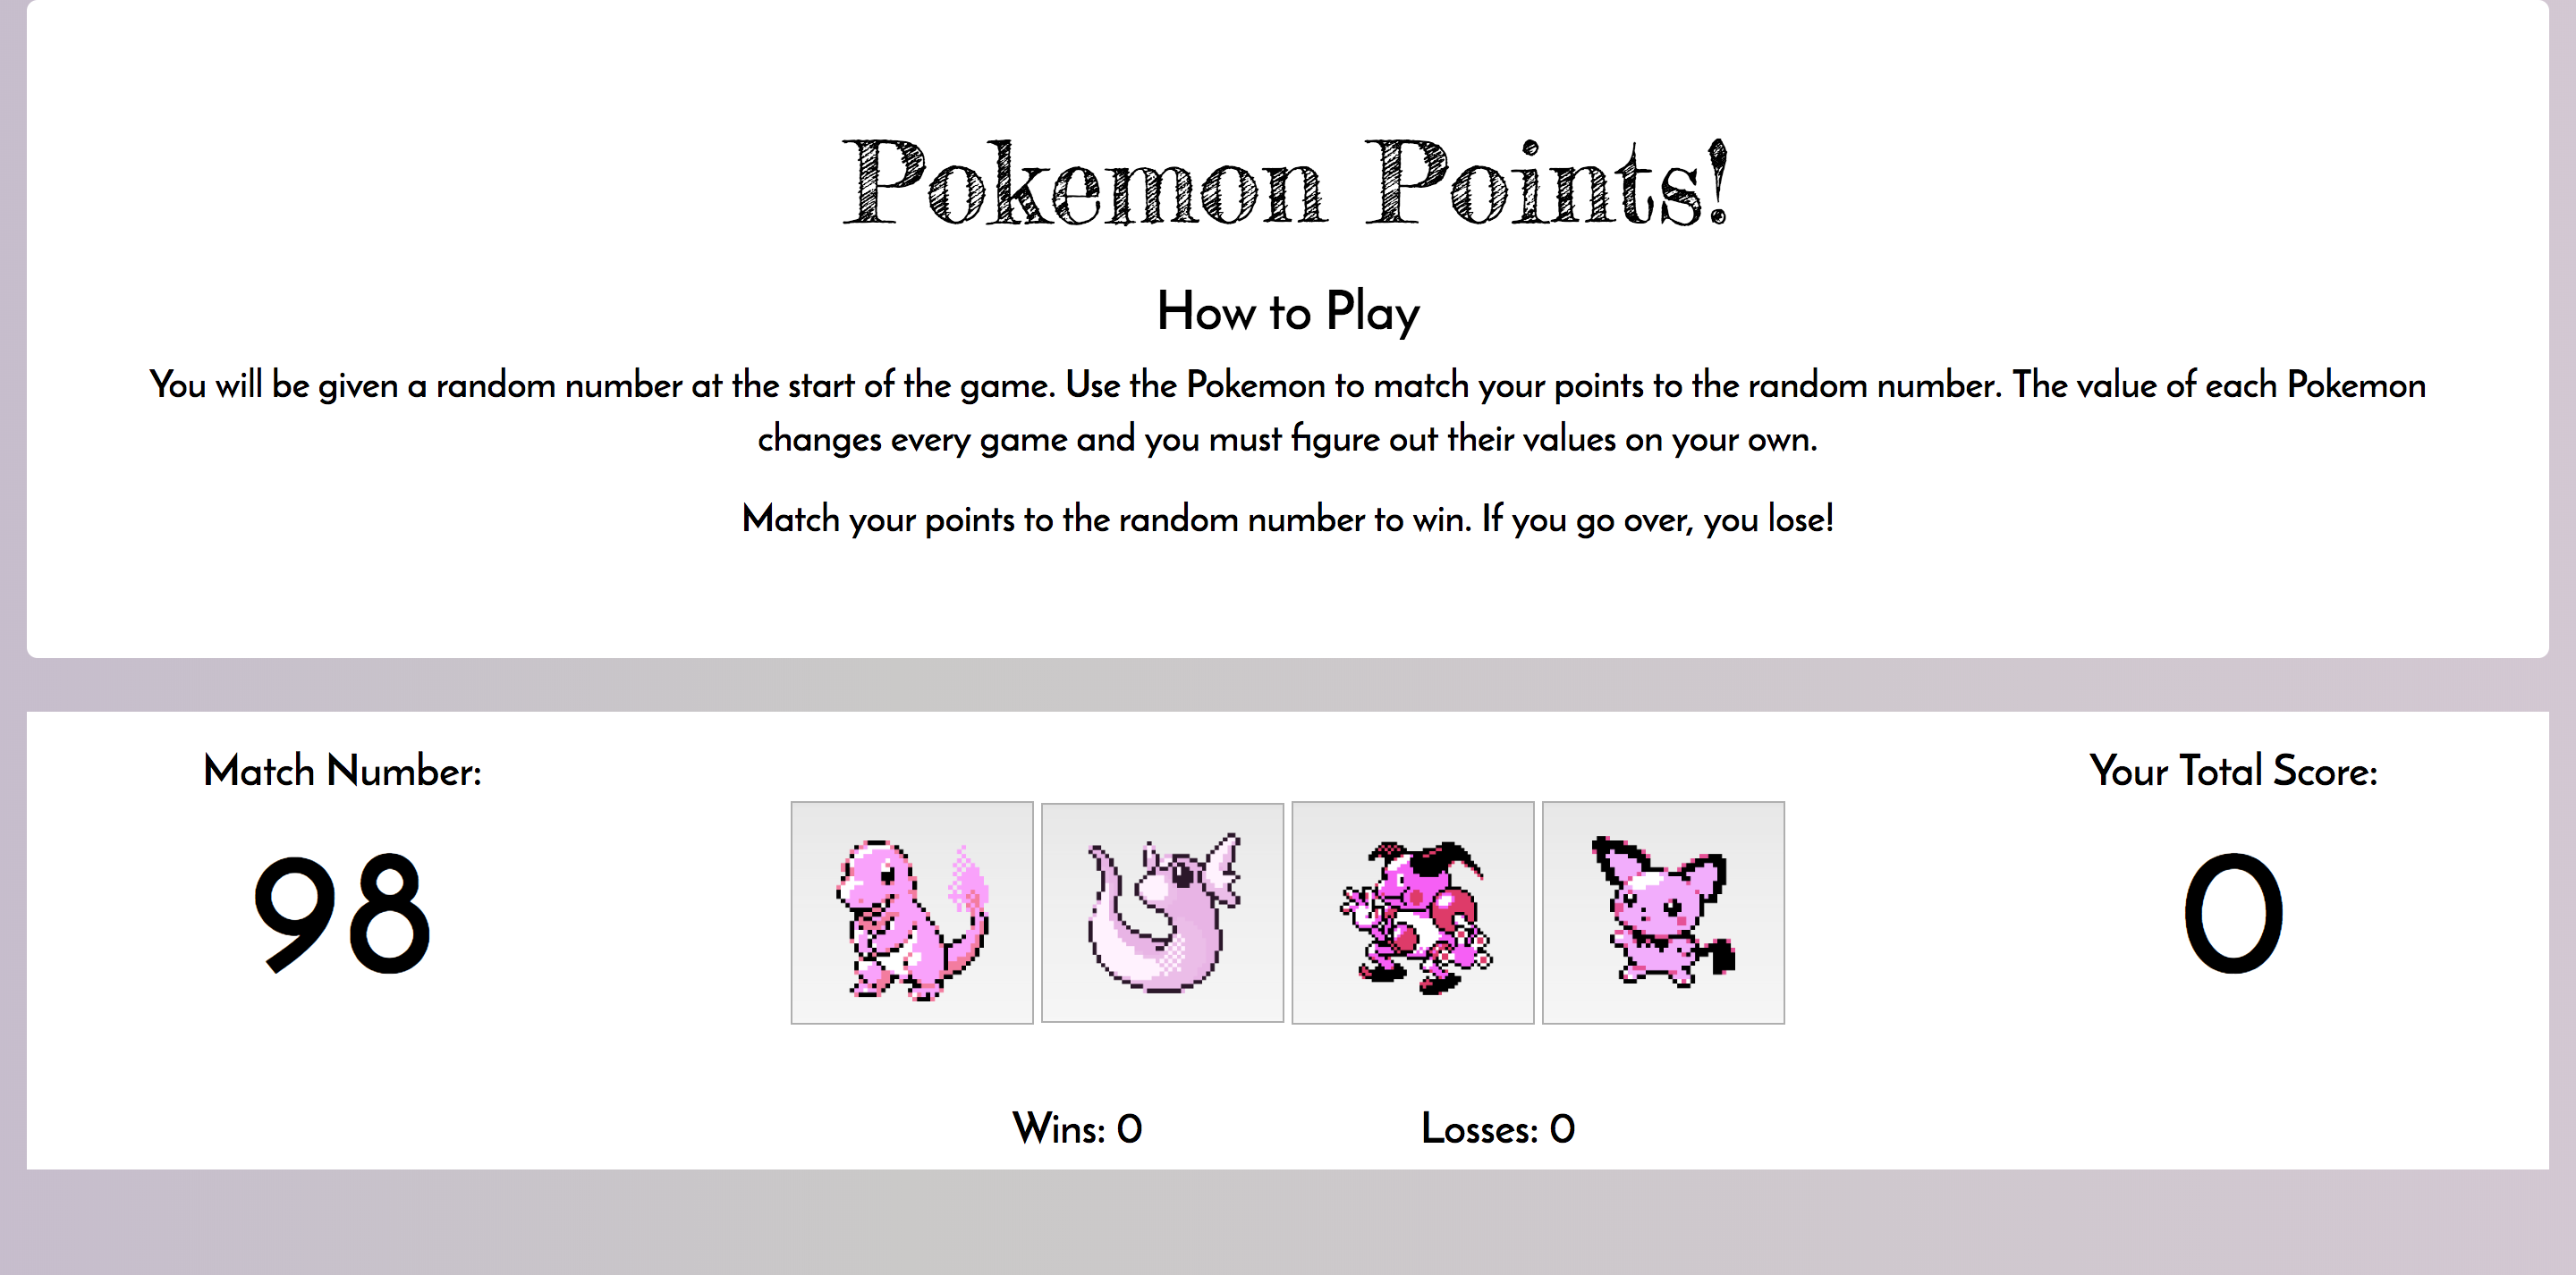 Pokemon Points!
How to Play
You will be given a random number at the start of the game. Use the Pokemon to match your points to the random number. The value of each Pokemon
changes every game and you must figure out their values on your own.
Match your points to the random number to win. If you go over, you lose!
Match Number:
98
Your Total Score:
0
Wins: 0
Losses: 0